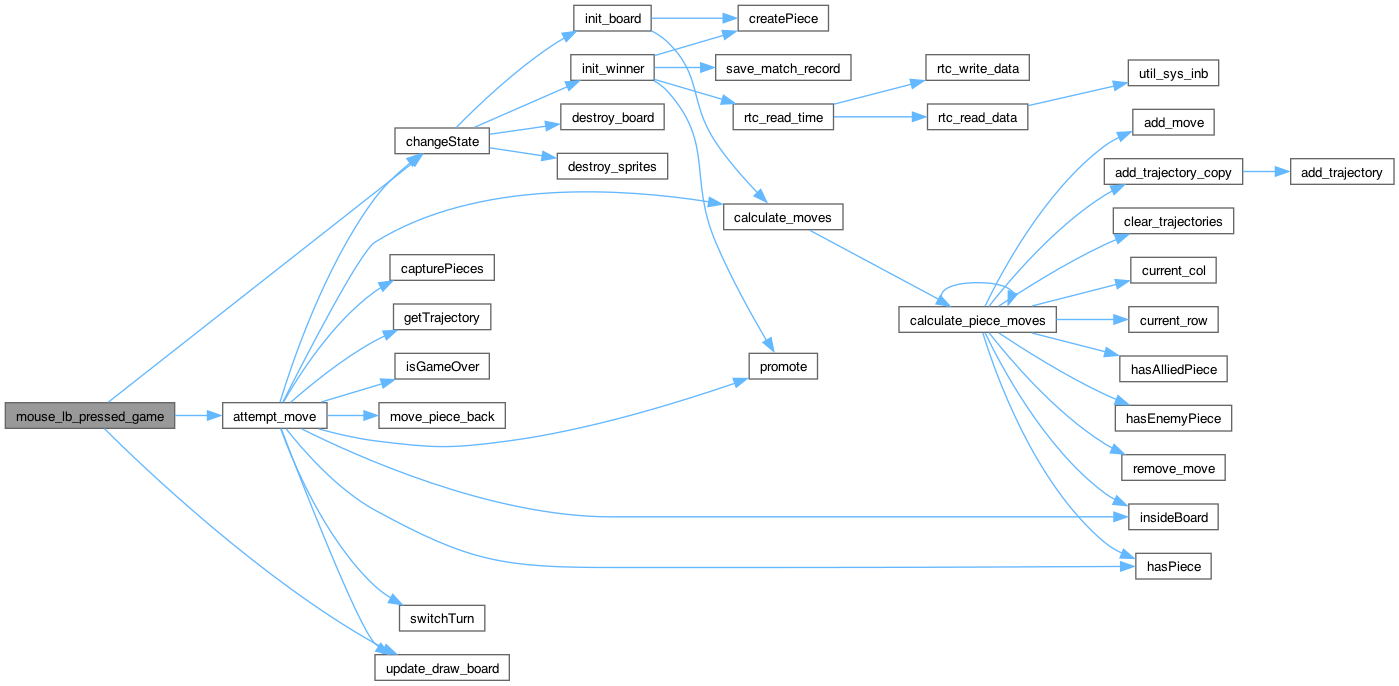 init_board
createPiece
init_winner
save_match_record
rtc_write_data
util_sys_inb
destroy_board
rtc_read_time
rtc_read_data
add_move
changeState
destroy_sprites
add_trajectory_copy
add_trajectory
calculate_moves
clear_trajectories
capturePieces
current_col
getTrajectory
calculate_piece_moves
current_row
isGameOver
promote
hasAlliedPiece
mouse_lb_pressed_game
attempt_move
move_piece_back
hasEnemyPiece
remove_move
insideBoard
hasPiece
switchTurn
update_draw_board